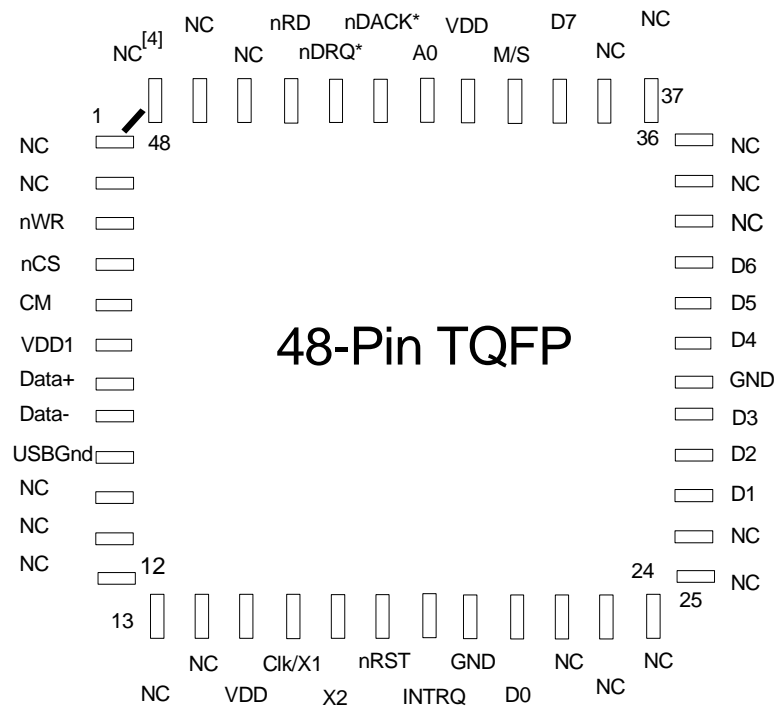 nRD nDACK* VDD D7 NC
NC
NC[4] NC nDRQ* A0 M/S NC
37
1
48 36
NC NC
NC NC
nWR NC
nCS D6
CM D5
VDD1 D4
48-Pin TQFP
Data+ GND
Data- D3
USBGnd D2
NC D1
NC NC
NC 12 24 NC
13 25
NC Clk/X1 nRST GND NC NC
NC VDD X2 INTRQ D0 NC